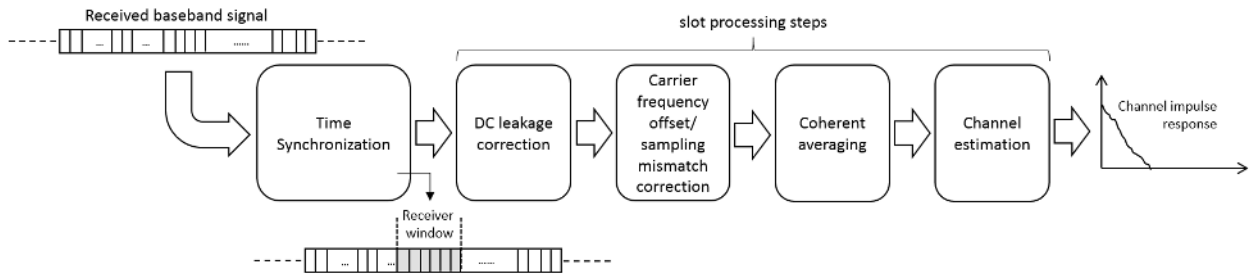 Received baseband signal
slot processing steps
....
....
......
Time
Synchronization
DC leakage
correction
Carrier
frequency
offset/
sampling
mismatch
correction
Coherent
averaging
Channel
estimation
Channel impulse
response
Receiver
window
...
...
......